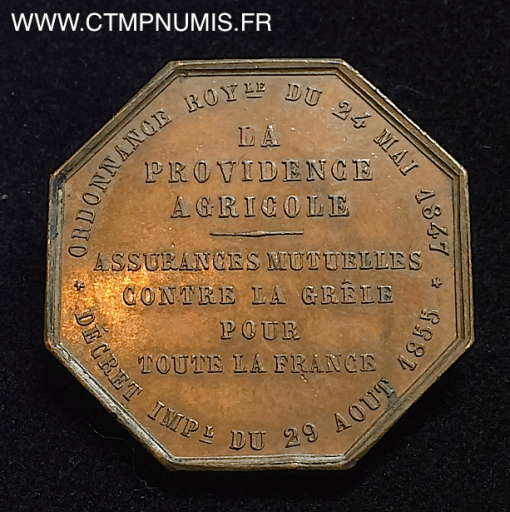 WWW.CTMPNUMIS.FR
ORDONNANCE ROYLE DU 24 MAI 1847
LA
PROVIDENCE
AGRICOLE
ASSURANCES MUTUELLES
CONTRE LA GRÊLE
POUR
TOUTE LA FRANCE
* DÉCRET IMPL DU 29 AOUT 1855 *